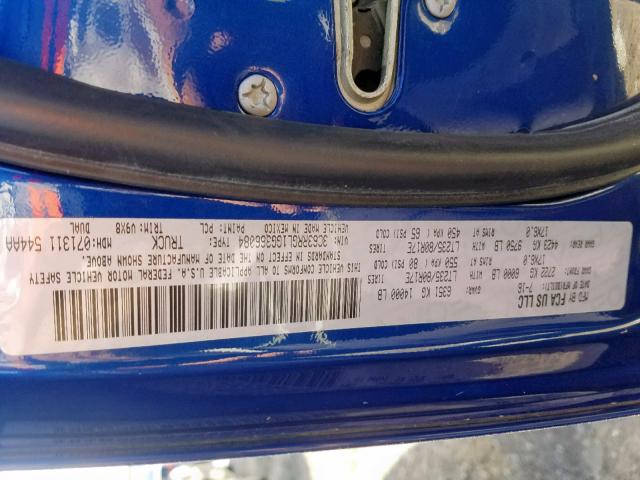 MFD BY: FCA US LLC
DATE OF MFR: 7-16
GVWR: 6351 KG 14000 LB
GAWR FRONT: 2722 KG 6000 LB
TIRES LT235/80R17E
RIMS AT 17X6.0
550 KPA( 80 PSI) COLD
GAWR REAR: 4423 KG 9750 LB
TIRES LT235/80R17E
RIMS AT 17X6.0
450 KPA( 65 PSI) COLD
DUAL
THIS VEHICLE CONFORMS TO ALL APPLICABLE U.S.A. FEDERAL MOTOR VEHICLE SAFETY
STANDARDS IN EFFECT ON THE DATE OF MANUFACTURE SHOWN ABOVE.
VIN: 3C63RRGL1GG366084 TYPE: TRUCK
MDH: 071311 544AA
VEHICLE MADE IN MEXICO PAINT: PCL TRIM: V9X8